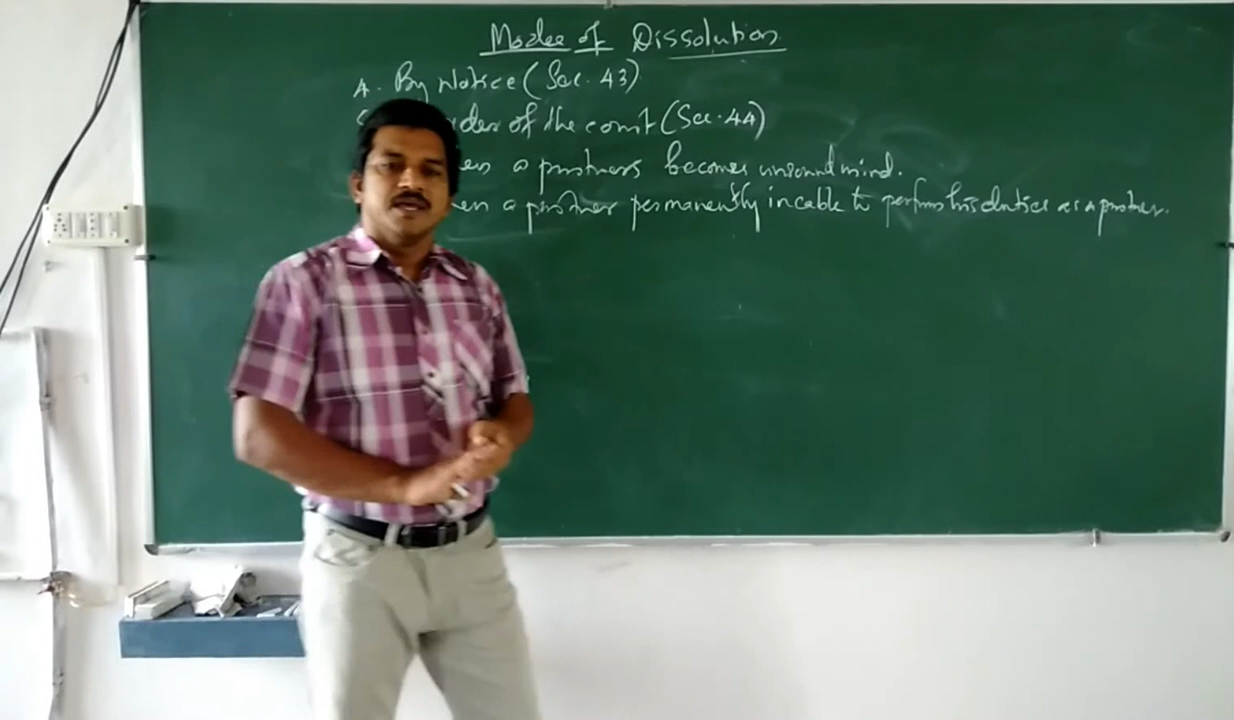 Modes of Dissolution
4. By Notice (Sec. 43)
of the court (Sec. 44)
a partners becomes unsound mind.
a partner permanently incable to perform his duties as a partner.